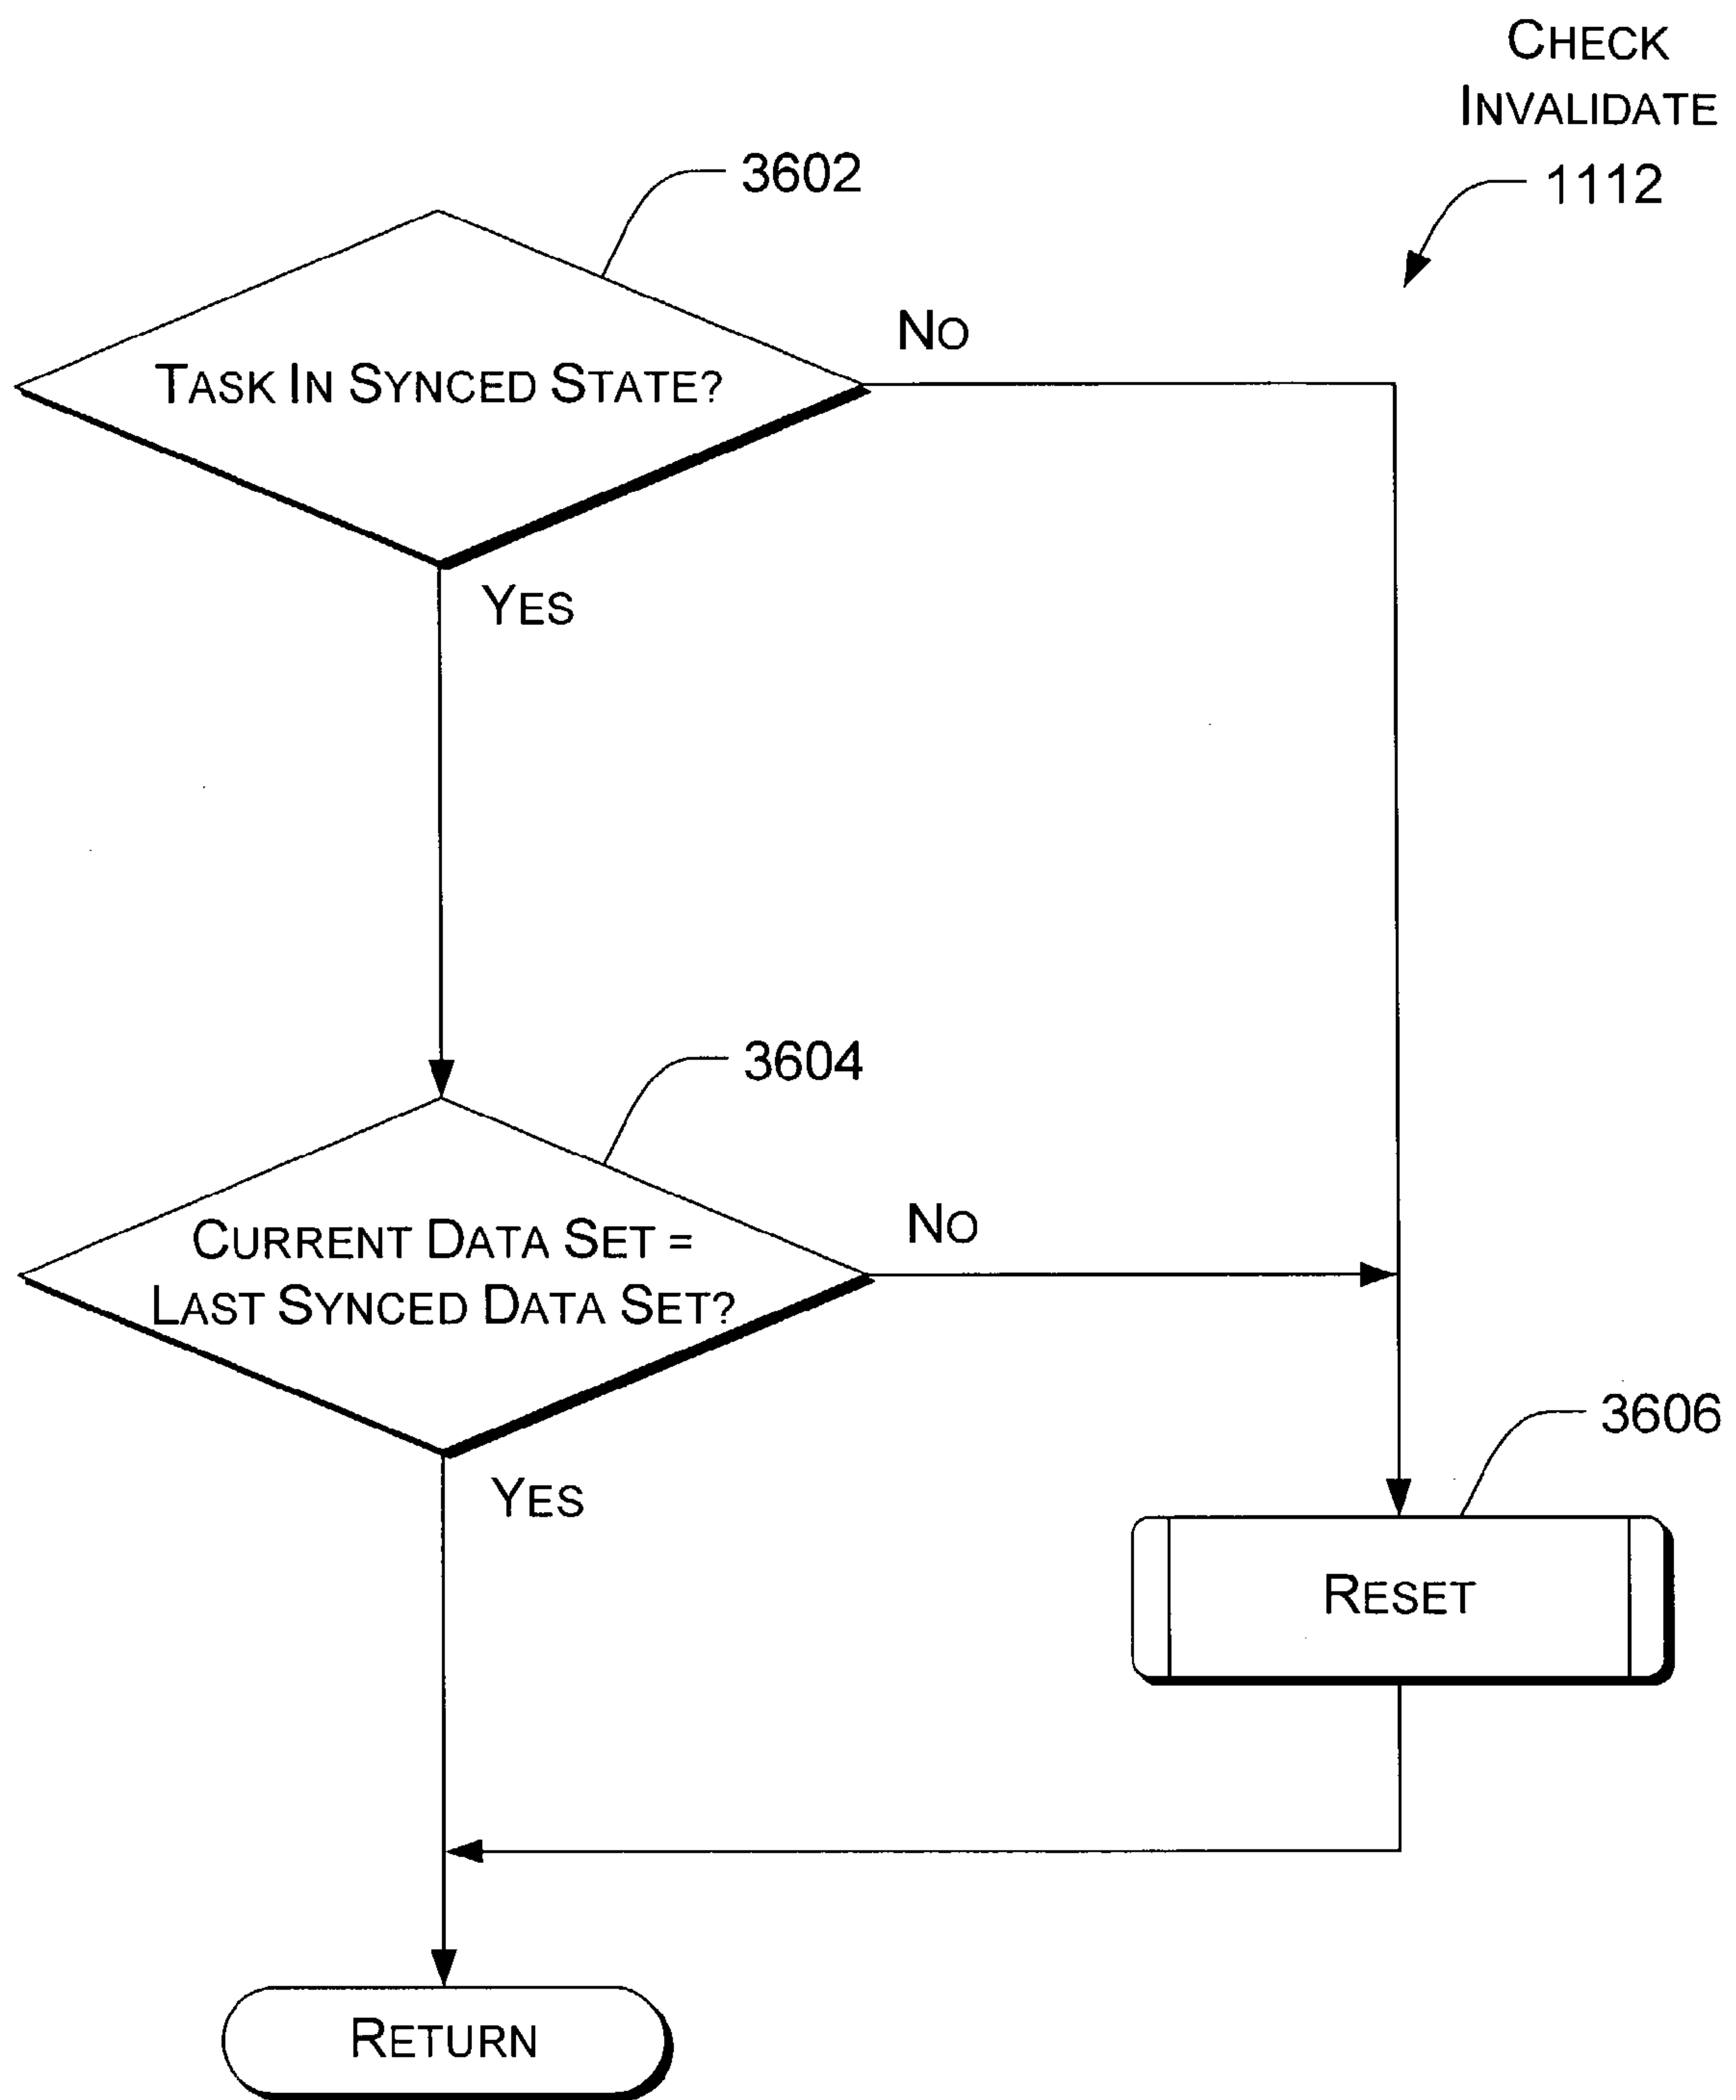 CHECK
INVALIDATE
1112
3602
TASK IN SYNCED STATE?
NO
YES
3604
CURRENT DATA SET =
LAST SYNCED DATA SET?
NO
YES
3606
RESET
RETURN